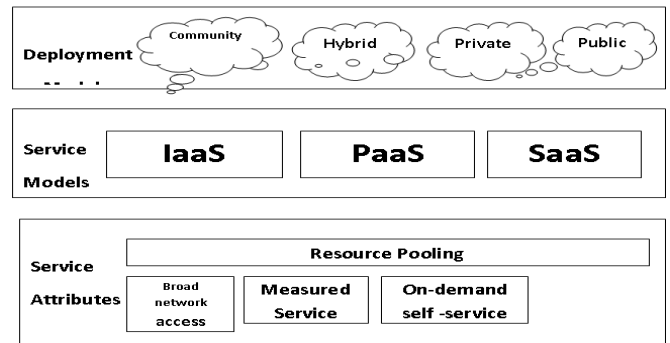 Community
Hybrid
Private
Public
Deployment
Service
Models
IaaS
PaaS
SaaS
Resource Pooling
Service
Attributes
Broad
network
access
Measured
Service
On-demand
self -service